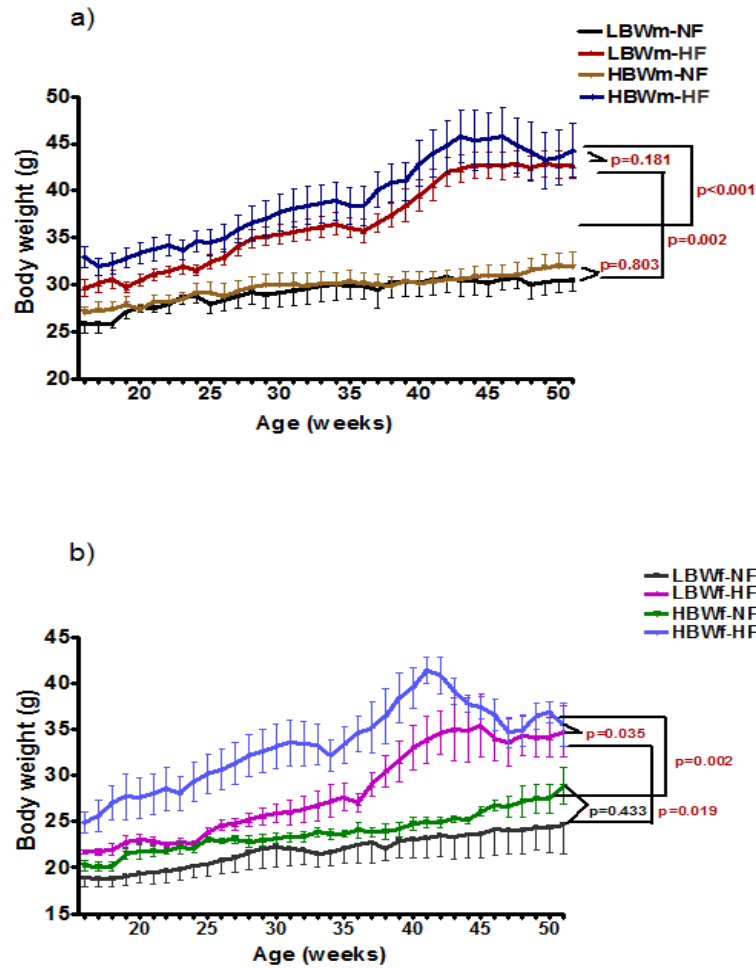 a)
LBWm-NF
LBWm-HF
HBWm-NF
HBWm-HF
50
45
40
35
30
25
20
Body weight (g)
20 25 30 35 40 45 50
Age (weeks)
p=0.181
p<0.001
p=0.002
p=0.803
b)
LBWf-NF
LBWf-HF
HBWf-NF
HBWf-HF
45
40
35
30
25
20
15
Body weight (g)
20 25 30 35 40 45 50
Age (weeks)
p=0.035
p=0.002
p=0.433
p=0.019